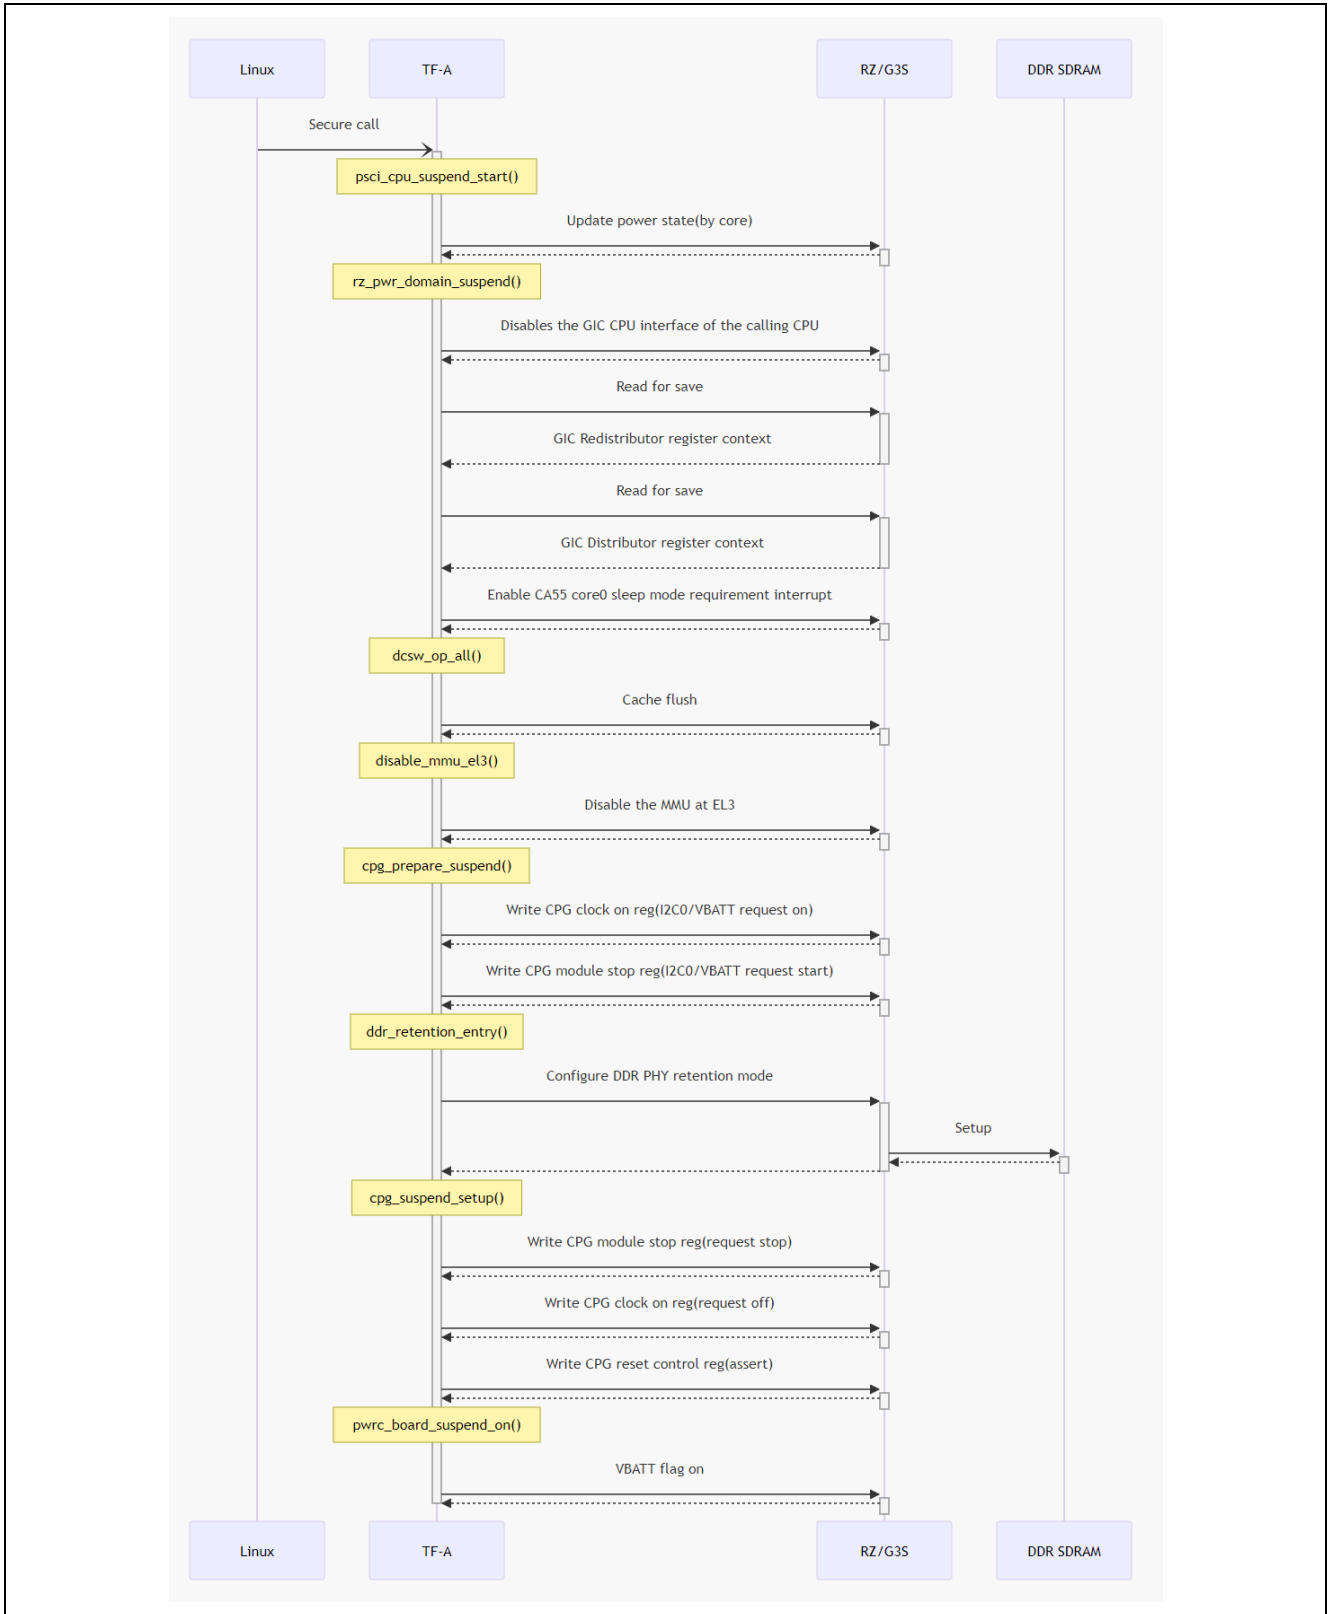 Linux
TF-A
RZ/G3S
DDR SDRAM
Secure call
psci_cpu_suspend_start()
Update power state(by core)
rz_pwr_domain_suspend()
Disables the GIC CPU interface of the calling CPU
Read for save
GIC Redistributor register context
Read for save
GIC Distributor register context
Enable CA55 core0 sleep mode requirement interrupt
dcsw_op_all()
Cache flush
disable_mmu_el3()
Disable the MMU at EL3
cpg_prepare_suspend()
Write CPG clock on reg(I2C0/VBATT request on)
Write CPG module stop reg(I2C0/VBATT request start)
ddr_retention_entry()
Configure DDR PHY retention mode
Setup
cpg_suspend_setup()
Write CPG module stop reg(request stop)
Write CPG clock on reg(request off)
Write CPG reset control reg(assert)
pwrc_board_suspend_on()
VBATT flag on
Linux
TF-A
RZ/G3S
DDR SDRAM